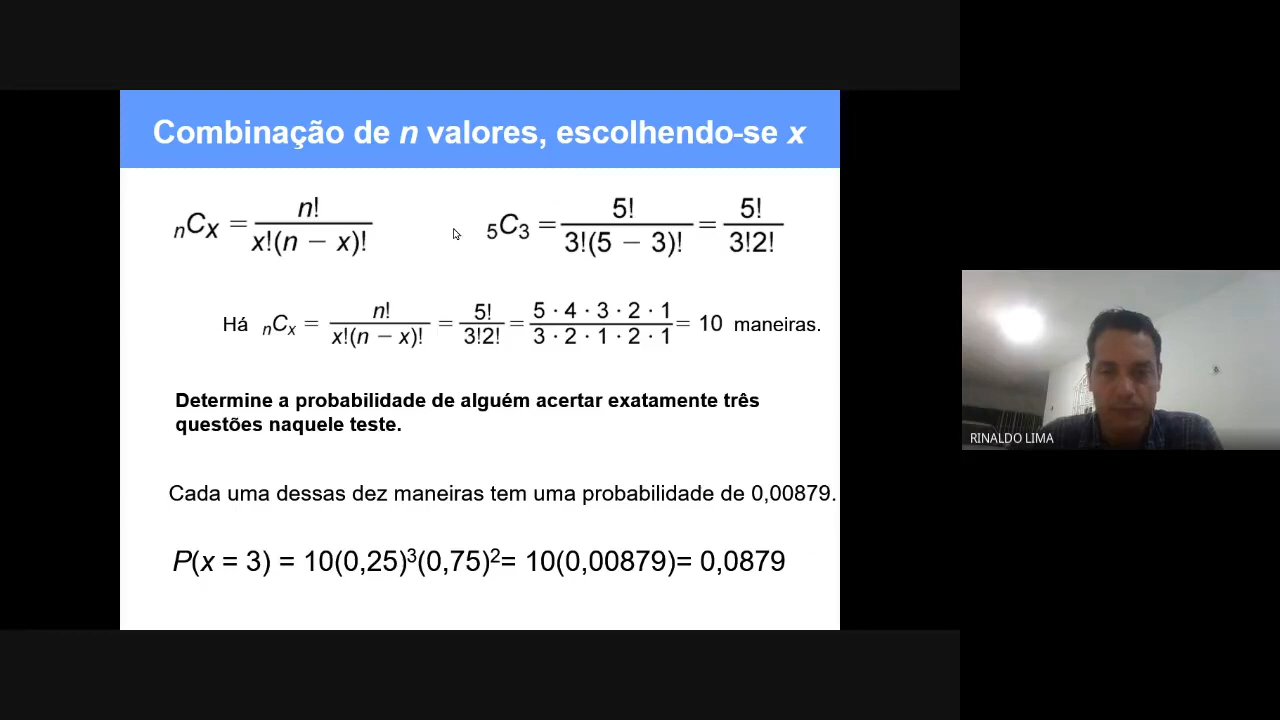 Combinação de n valores, escolhendo-se x
nCx = n! / x!(n − x)!
5C3 = 5! / 3!(5 − 3)! = 5! / 3!2!
Há nCx = n! / x!(n − x)! = 5! / 3!2! = 5 · 4 · 3 · 2 · 1 / 3 · 2 · 1 · 2 · 1 = 10 maneiras.
Determine a probabilidade de alguém acertar exatamente três
questões naquele teste.
Cada uma dessas dez maneiras tem uma probabilidade de 0,00879.
P(x = 3) = 10(0,25)³(0,75)²= 10(0,00879)= 0,0879
RINALDO LIMA